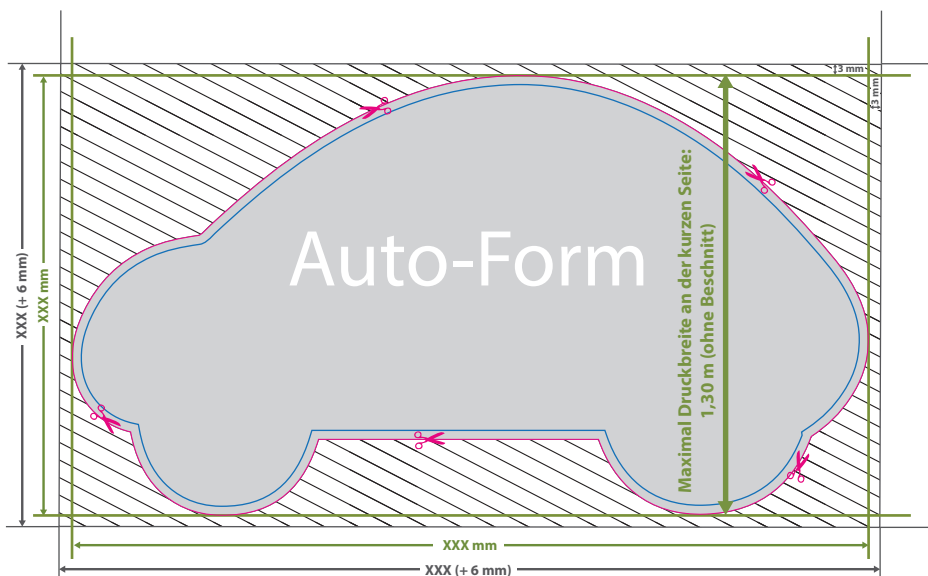 3 mm
3 mm
Auto-Form
Maximal Druckbreite an der kurzen Seite:
1,30 m (ohne Beschnitt)
XXX (+ 6 mm)
XXX mm
XXX mm
XXX (+ 6 mm)